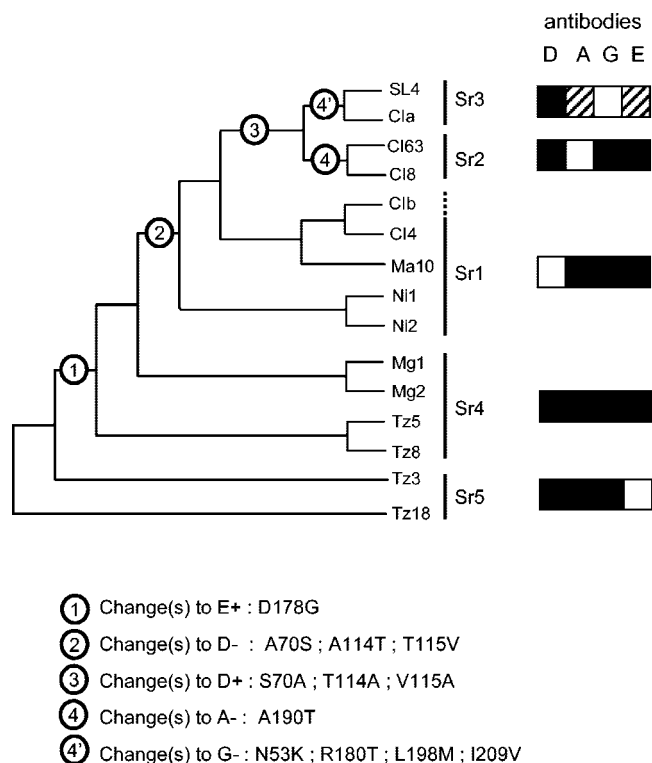 antibodies
D A G E
SL4
Cla
Sr3
4'
3
Cl63
Cl8
Sr2
4
Clb
Cl4
2
Ma10
Sr1
Ni1
Ni2
1
Mg1
Mg2
Sr4
Tz5
Tz8
Tz3
Sr5
Tz18
1 Change(s) to E+ : D178G
2 Change(s) to D- : A70S ; A114T ; T115V
3 Change(s) to D+ : S70A ; T114A ; V115A
4 Change(s) to A- : A190T
4' Change(s) to G- : N53K ; R180T ; L198M ; I209V